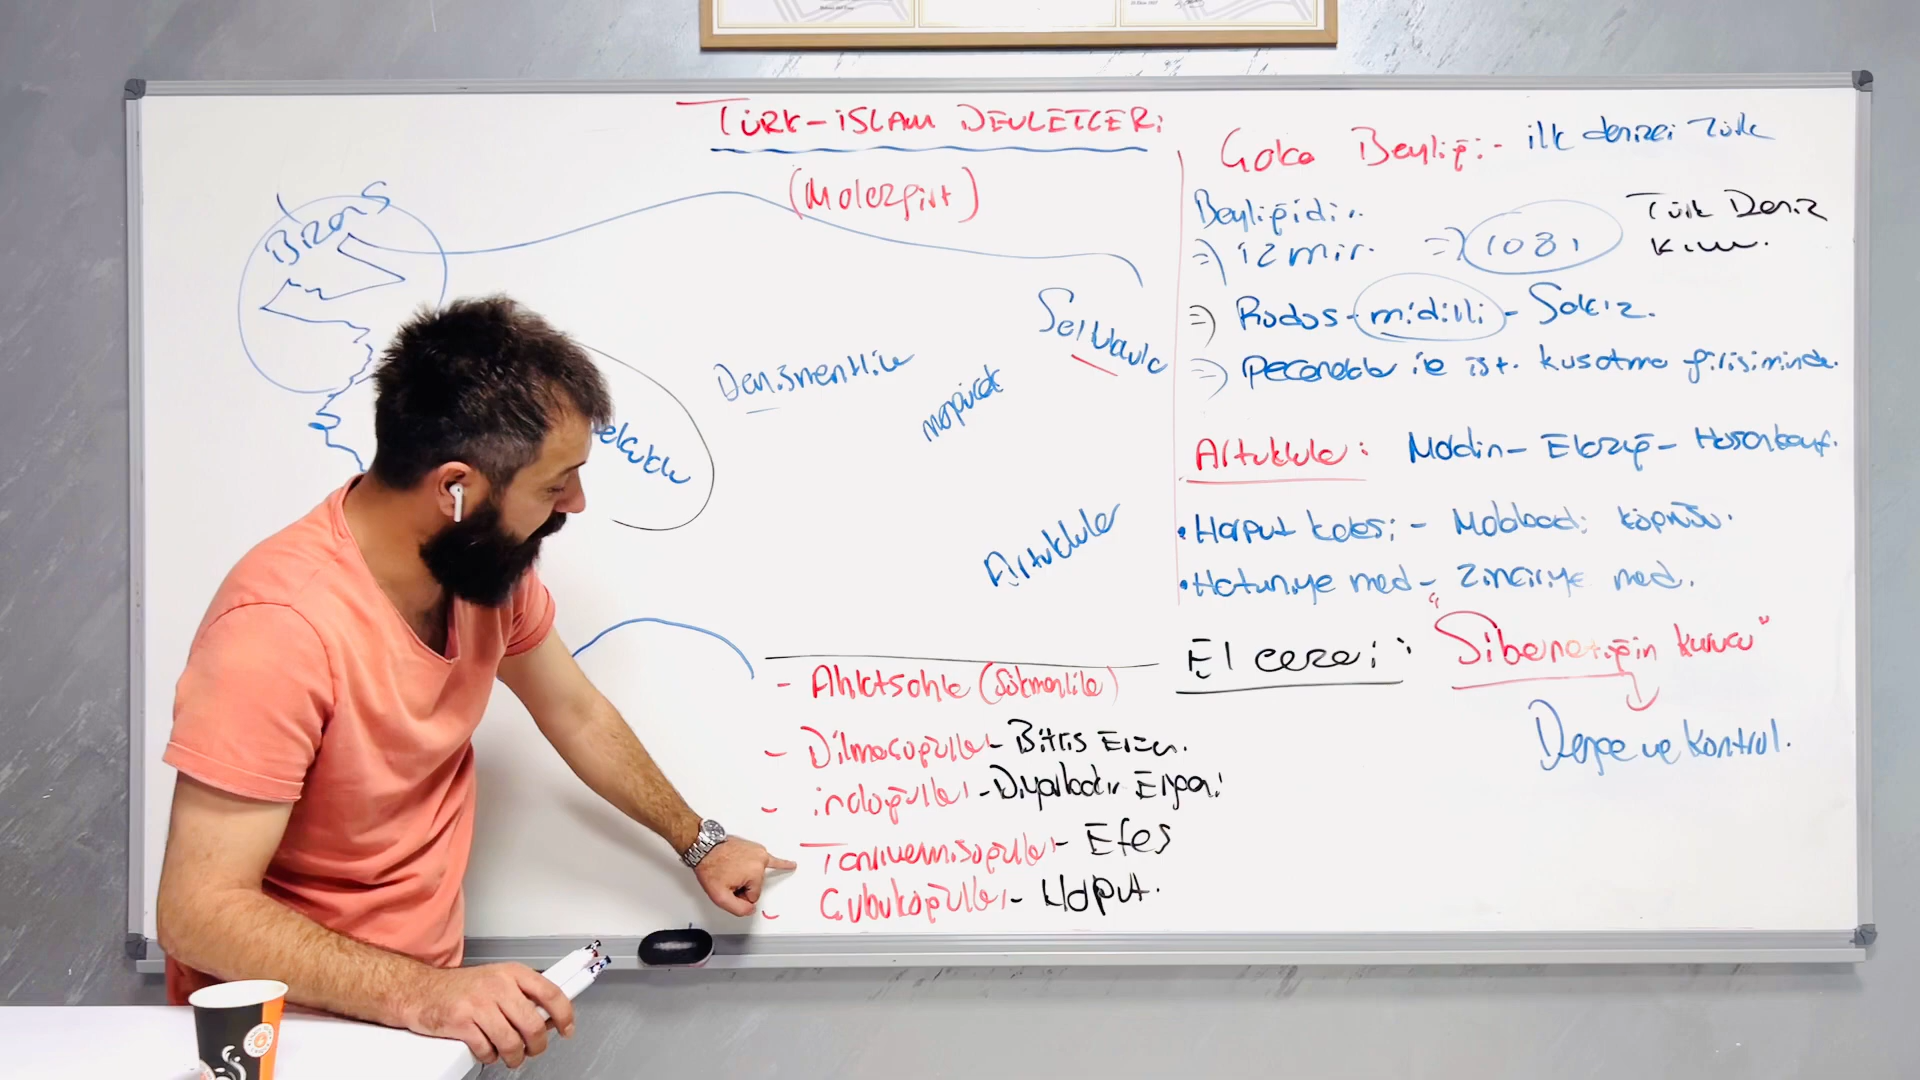 TÜRK-İSLAM DEVLETLERİ
(Malazgirt)
Bizans
Selçuklu
Danişmentliler
Mengücek
Selçuklu
Artuklular
- Ahlatşahlar (Sökmenliler)
- Dilmaçoğulları - Bitlis Erzen.
- İnaloğulları - Diyarbakır Ergani
Tanrıvermişoğulları - Efes
- Çubukoğulları - Harput.
Çaka Beyliği:- ilk denizci Türk
Beyliğidir.
=> İzmir. => 1081 Türk Deniz
Kuv.
=> Rodos - midilli - Sakız.
=> Peçenekler ile ist. kuşatma girişiminde.
Artuklular: Mardin - Elazığ - Hasankeyf.
• Harput kalesi - Malabadi köprüsü.
• Hatuniye med - Zinciriye med.
El cezeri: "Sibernetiğin kurucu"
Denge ve kontrol.